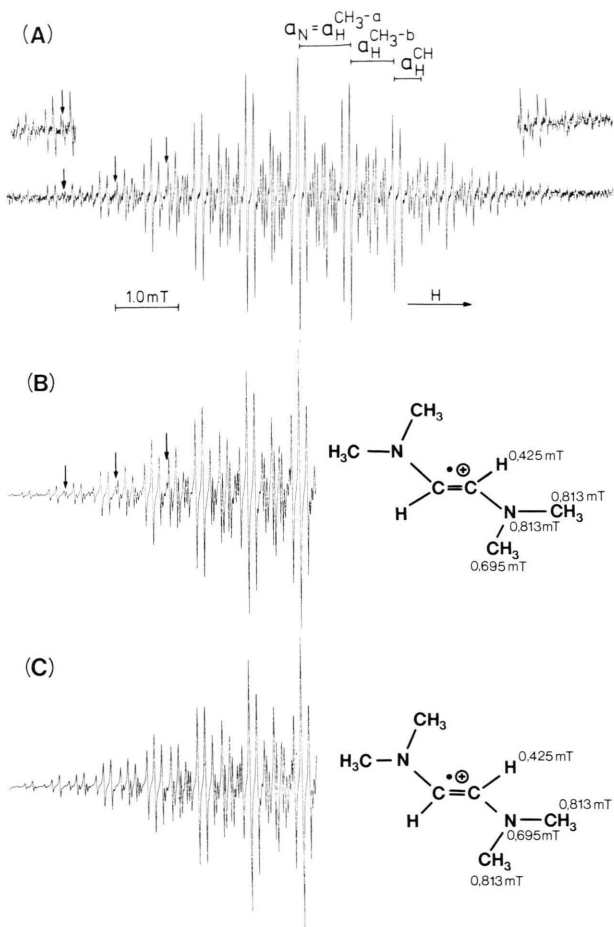 (A)
a_N = a_H^CH₃-a
a_H^CH₃-b
a_H^CH
1.0 mT
H
(B)
CH₃
H₃C
N
H 0,425 mT
C
C
H
N
CH₃
0,813 mT
0,813 mT
CH₃
0.695 mT
(C)
CH₃
H₃C
N
H 0,425 mT
C
C
H
N
CH₃
0,813 mT
0,695 mT
CH₃
0,813 mT